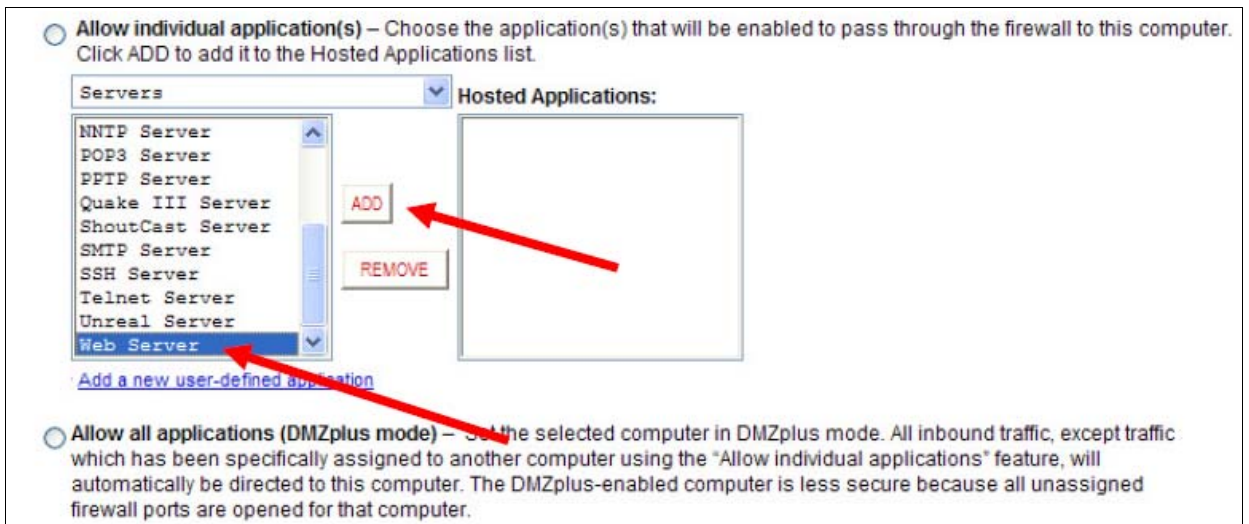 Allow individual application(s) – Choose the application(s) that will be enabled to pass through the firewall to this computer.
Click ADD to add it to the Hosted Applications list.
Servers
Hosted Applications:
NNTP Server
POP3 Server
PPTP Server
Quake III Server
ShoutCast Server
SMTP Server
SSH Server
Telnet Server
Unreal Server
Web Server
ADD
REMOVE
Add a new user-defined application
Allow all applications (DMZplus mode) – Set the selected computer in DMZplus mode. All inbound traffic, except traffic
which has been specifically assigned to another computer using the "Allow individual applications" feature, will
automatically be directed to this computer. The DMZplus-enabled computer is less secure because all unassigned
firewall ports are opened for that computer.